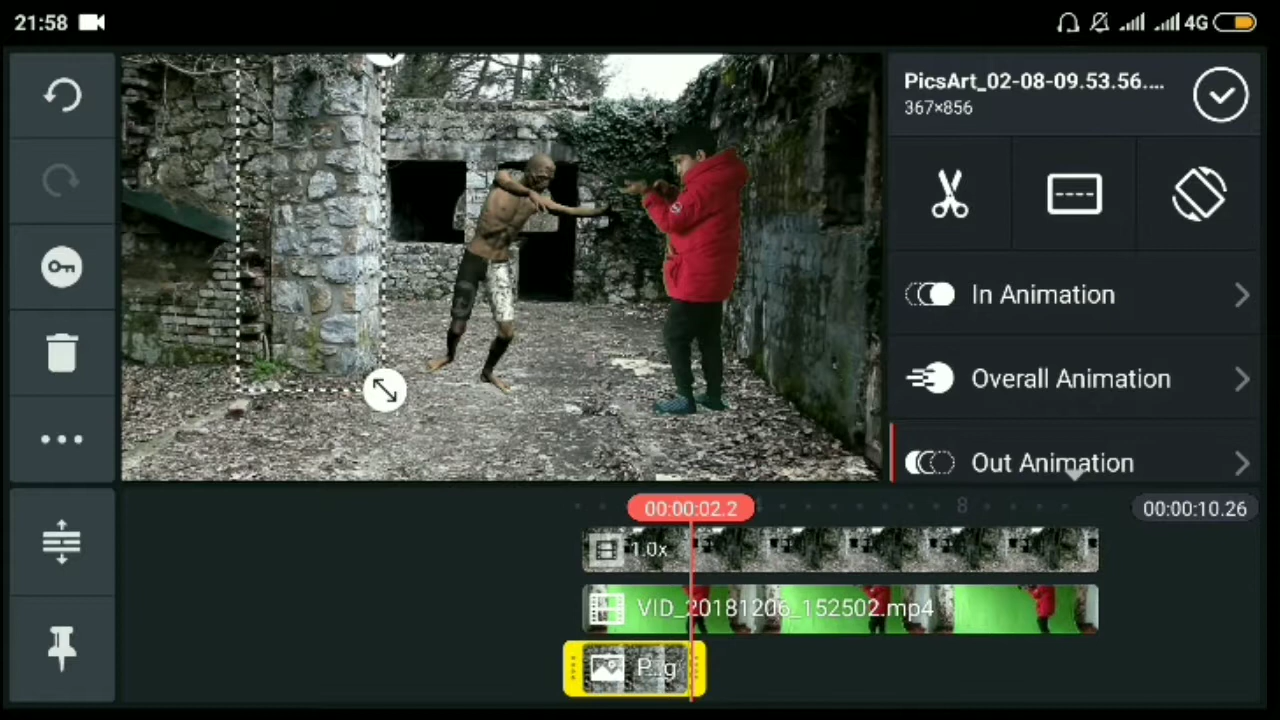 21:58
4G
PicsArt_02-08-09.53.56....
367×856
In Animation
Overall Animation
Out Animation
00:00:02.2
8
00:00:10.26
1.0x
VID_20181206_152502.mp4
P...g